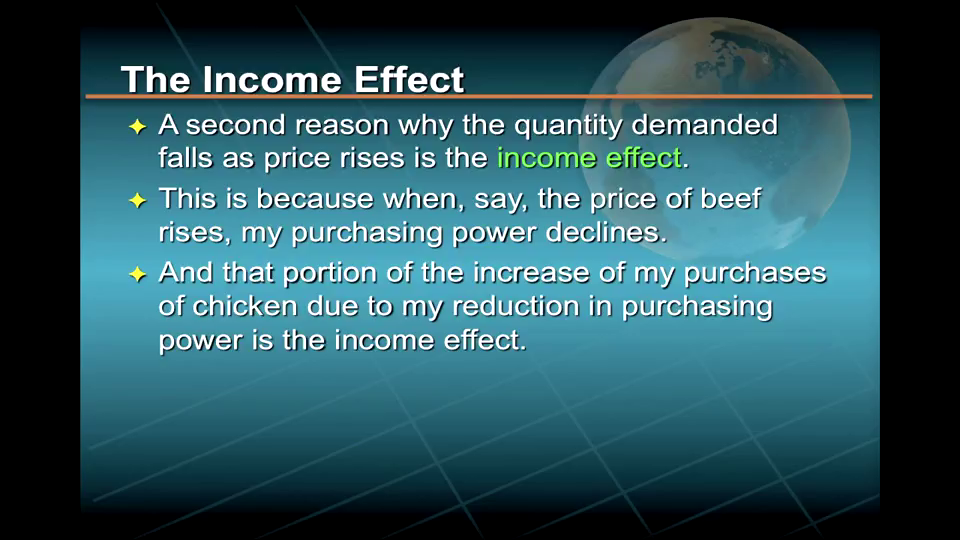 The Income Effect
A second reason why the quantity demanded
falls as price rises is the income effect.
This is because when, say, the price of beef
rises, my purchasing power declines.
And that portion of the increase of my purchases
of chicken due to my reduction in purchasing
power is the income effect.